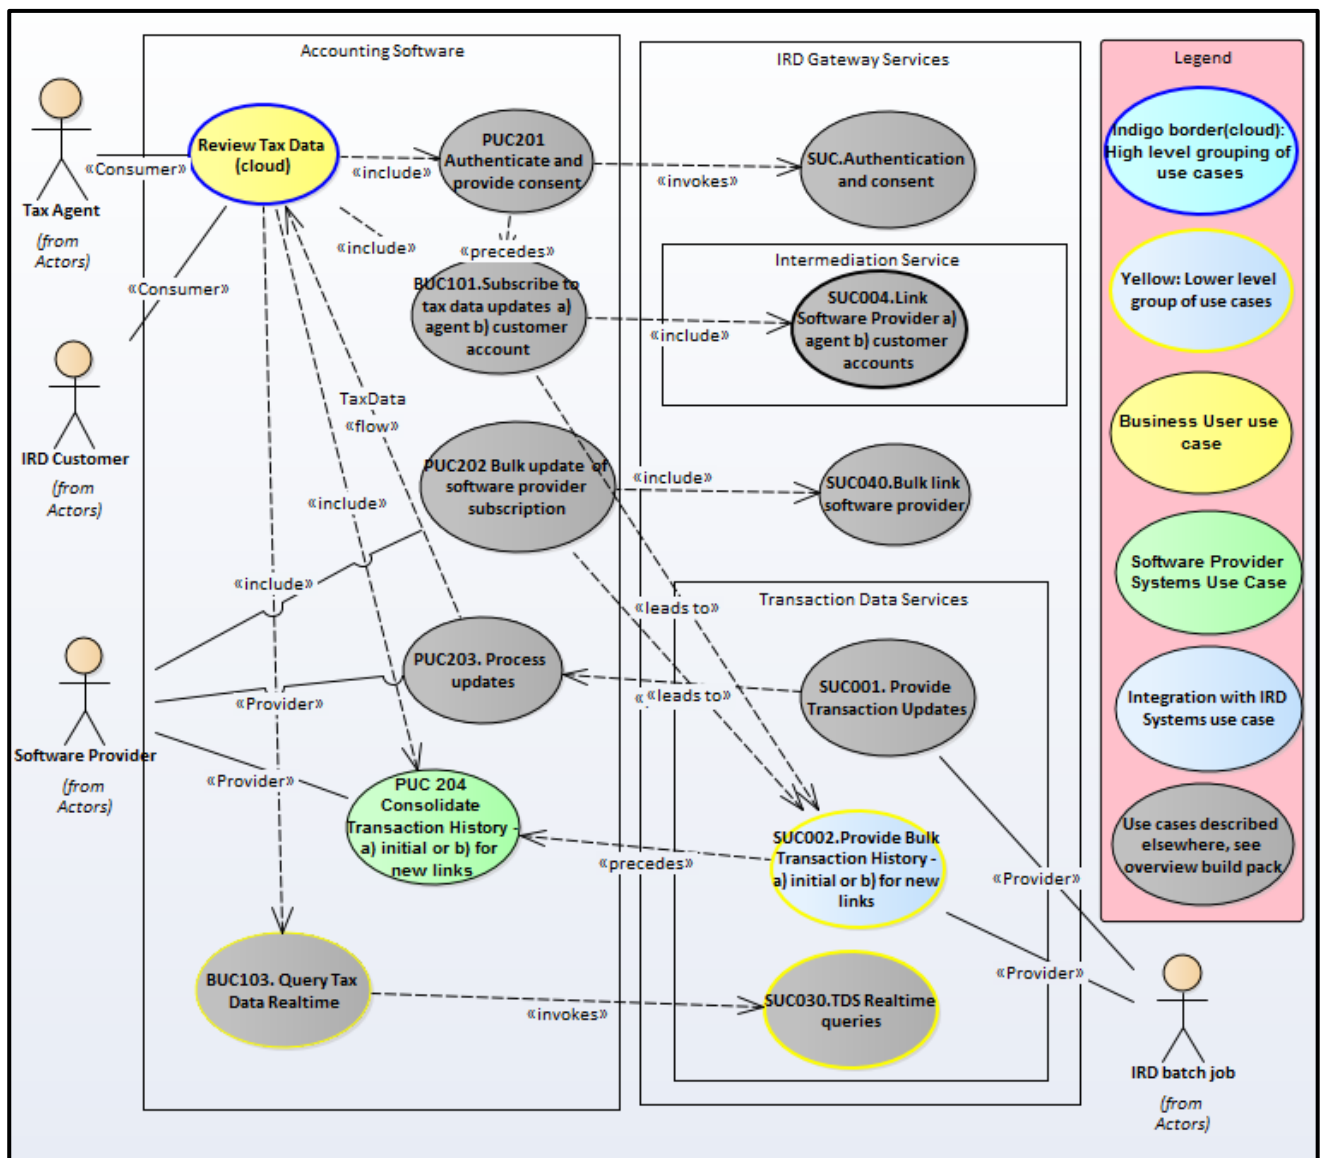 Accounting Software
IRD Gateway Services
Legend
Tax Agent
(from
Actors)
«Consumer»
Review Tax Data
(cloud)
«include»
PUC201
Authenticate and
provide consent
«invokes»
SUC.Authentication
and consent
Indigo border(cloud):
High level grouping of
use cases
«Consumer»
«include»
«precedes»
BUC101.Subscribe to
tax data updates a)
agent b) customer
account
«include»
Intermediation Service
SUC004.Link
Software Provider a)
agent b) customer
accounts
Yellow: Lower level
group of use cases
IRD Customer
(from
Actors)
TaxData
«flow»
Business User use
case
«include»
PUC202 Bulk update of
software provider
subscription
«include»
SUC040.Bulk link
software provider
Software Provider
Systems Use Case
«include»
«leads to»
Transaction Data Services
Software Provider
(from
Actors)
«Provider»
PUC203. Process
updates
«leads to»
SUC001. Provide
Transaction Updates
Integration with IRD
Systems use case
«Provider»
PUC 204
Consolidate
Transaction History -
a) initial or b) for
new links
«precedes»
SUC002.Provide Bulk
Transaction History -
a) initial or b) for new
links
«Provider»
Use cases described
elsewhere, see
overview build pack
BUC103. Query Tax
Data Realtime
«invokes»
SUC030.TDS Realtime
queries
«Provider»
IRD batch job
(from
Actors)